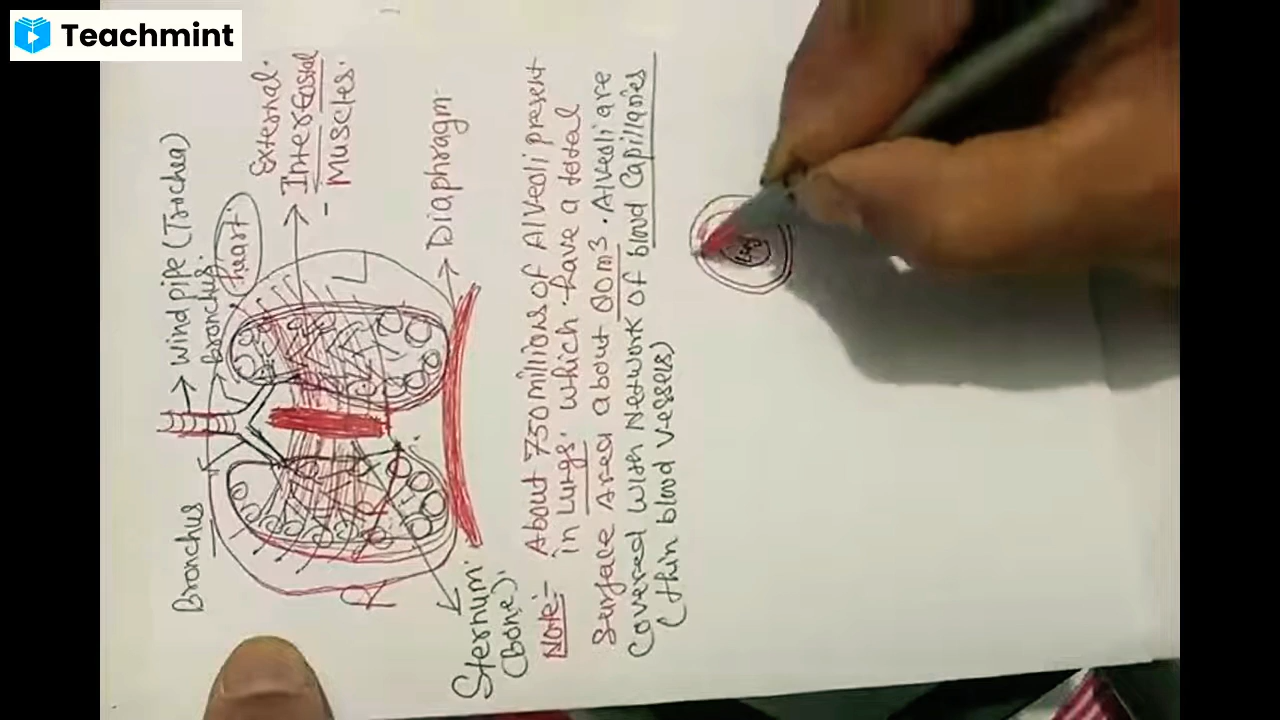 Teachmint
wind pipe (Trachea)
bronchus.
heart
External.
Intercostal
Muscles.
Bronchus
L
R
Diaphragm
Sternum
(bone).
Note:- About 750 millions of Alveoli present
in Lungs. which have a total
Surface Area about 80m3. Alveoli are
Covered with Network of blood Capillaries
(thin blood vessels)